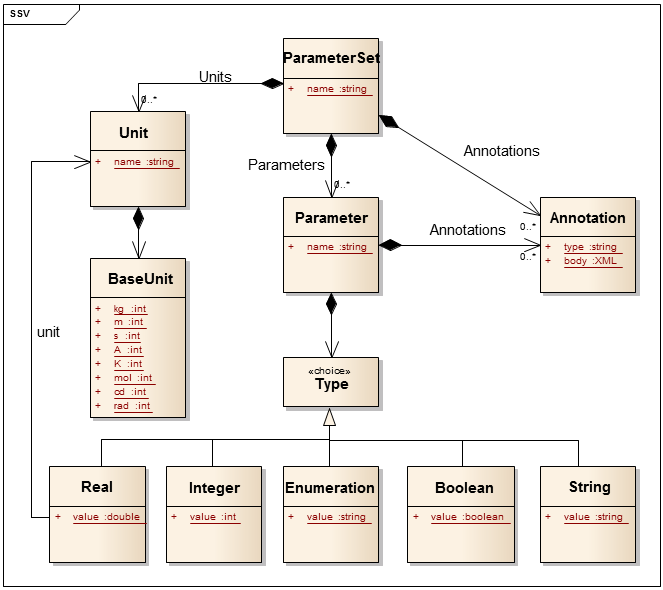 ssv
ParameterSet
+ name :string
Units
0..*
Unit
+ name :string
Parameters
0..*
Annotations
0..*
Parameter
+ name :string
Annotations
0..*
Annotation
+ type :string
+ body :XML
BaseUnit
+ kg :int
+ m :int
+ s :int
+ A :int
+ K :int
+ mol :int
+ cd :int
+ rad :int
unit
«choice»
Type
Real
+ value :double
Integer
+ value :int
Enumeration
+ value :string
Boolean
+ value :boolean
String
+ value :string